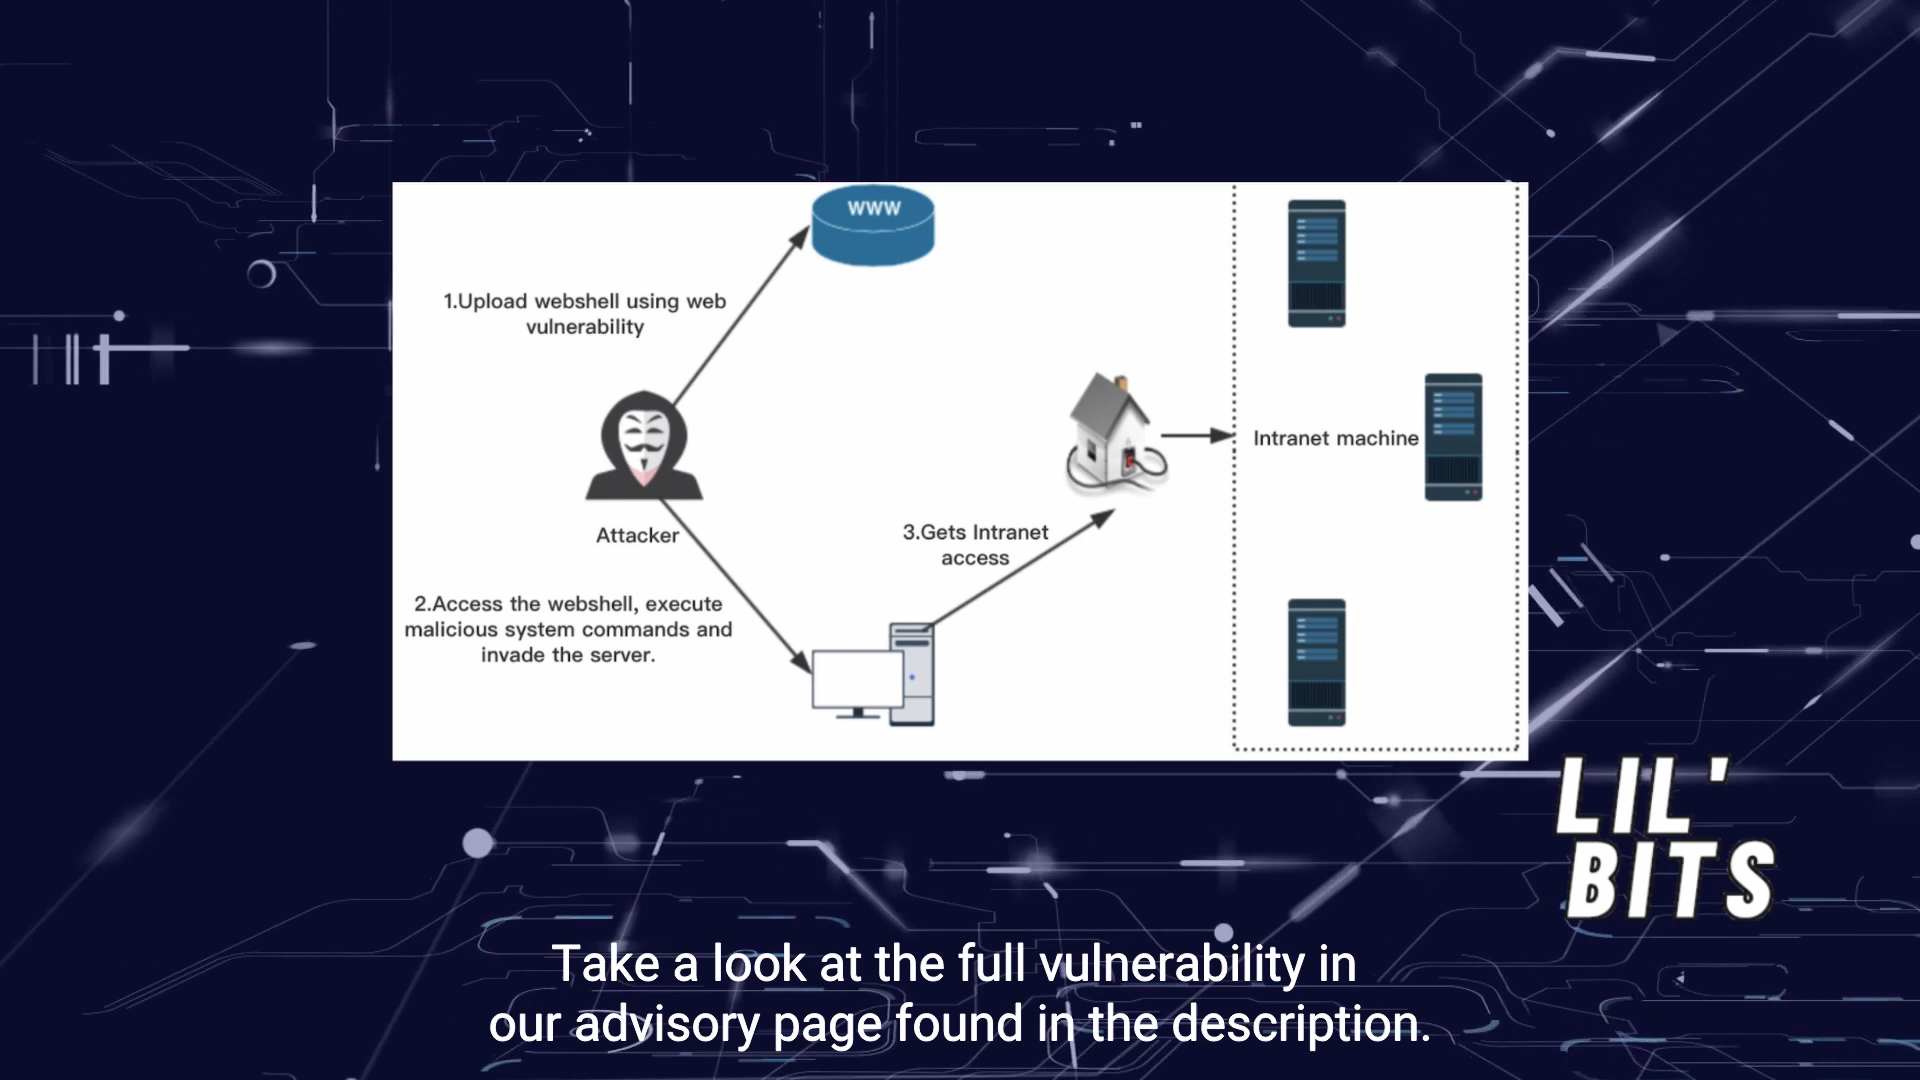 WWW
1.Upload webshell using web
vulnerability
Attacker
2.Access the webshell, execute
malicious system commands and
invade the server.
3.Gets Intranet
access
Intranet machine
LIL'
BITS
Take a look at the full vulnerability in
our advisory page found in the description.